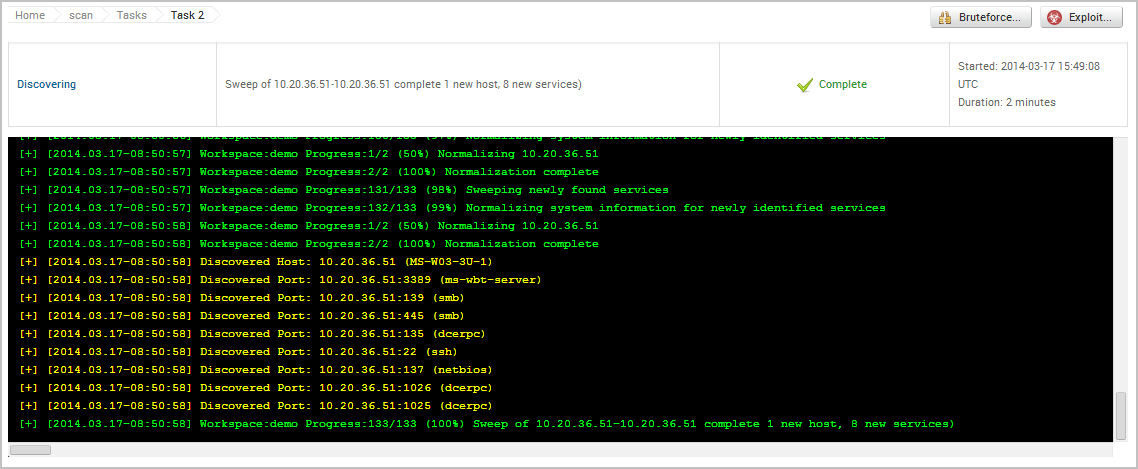 Home scan Tasks Task 2
Bruteforce... Exploit...
Discovering
Sweep of 10.20.36.51-10.20.36.51 complete 1 new host, 8 new services)
Complete
Started: 2014-03-17 15:49:08
UTC
Duration: 2 minutes
Normalizing system information for newly identified services
[+] [2014.03.17-08:50:57] Workspace:demo Progress:1/2 (50%) Normalizing 10.20.36.51
[+] [2014.03.17-08:50:57] Workspace:demo Progress:2/2 (100%) Normalization complete
[+] [2014.03.17-08:50:57] Workspace:demo Progress:131/133 (98%) Sweeping newly found services
[+] [2014.03.17-08:50:57] Workspace:demo Progress:132/133 (99%) Normalizing system information for newly identified services
[+] [2014.03.17-08:50:58] Workspace:demo Progress:1/2 (50%) Normalizing 10.20.36.51
[+] [2014.03.17-08:50:58] Workspace:demo Progress:2/2 (100%) Normalization complete
[+] [2014.03.17-08:50:58] Discovered Host: 10.20.36.51 (MS-W03-3U-1)
[+] [2014.03.17-08:50:58] Discovered Port: 10.20.36.51:3389 (ms-wbt-server)
[+] [2014.03.17-08:50:58] Discovered Port: 10.20.36.51:139 (smb)
[+] [2014.03.17-08:50:58] Discovered Port: 10.20.36.51:445 (smb)
[+] [2014.03.17-08:50:58] Discovered Port: 10.20.36.51:135 (dcerpc)
[+] [2014.03.17-08:50:58] Discovered Port: 10.20.36.51:22 (ssh)
[+] [2014.03.17-08:50:58] Discovered Port: 10.20.36.51:137 (netbios)
[+] [2014.03.17-08:50:58] Discovered Port: 10.20.36.51:1026 (dcerpc)
[+] [2014.03.17-08:50:58] Discovered Port: 10.20.36.51:1025 (dcerpc)
[+] [2014.03.17-08:50:58] Workspace:demo Progress:133/133 (100%) Sweep of 10.20.36.51-10.20.36.51 complete 1 new host, 8 new services)